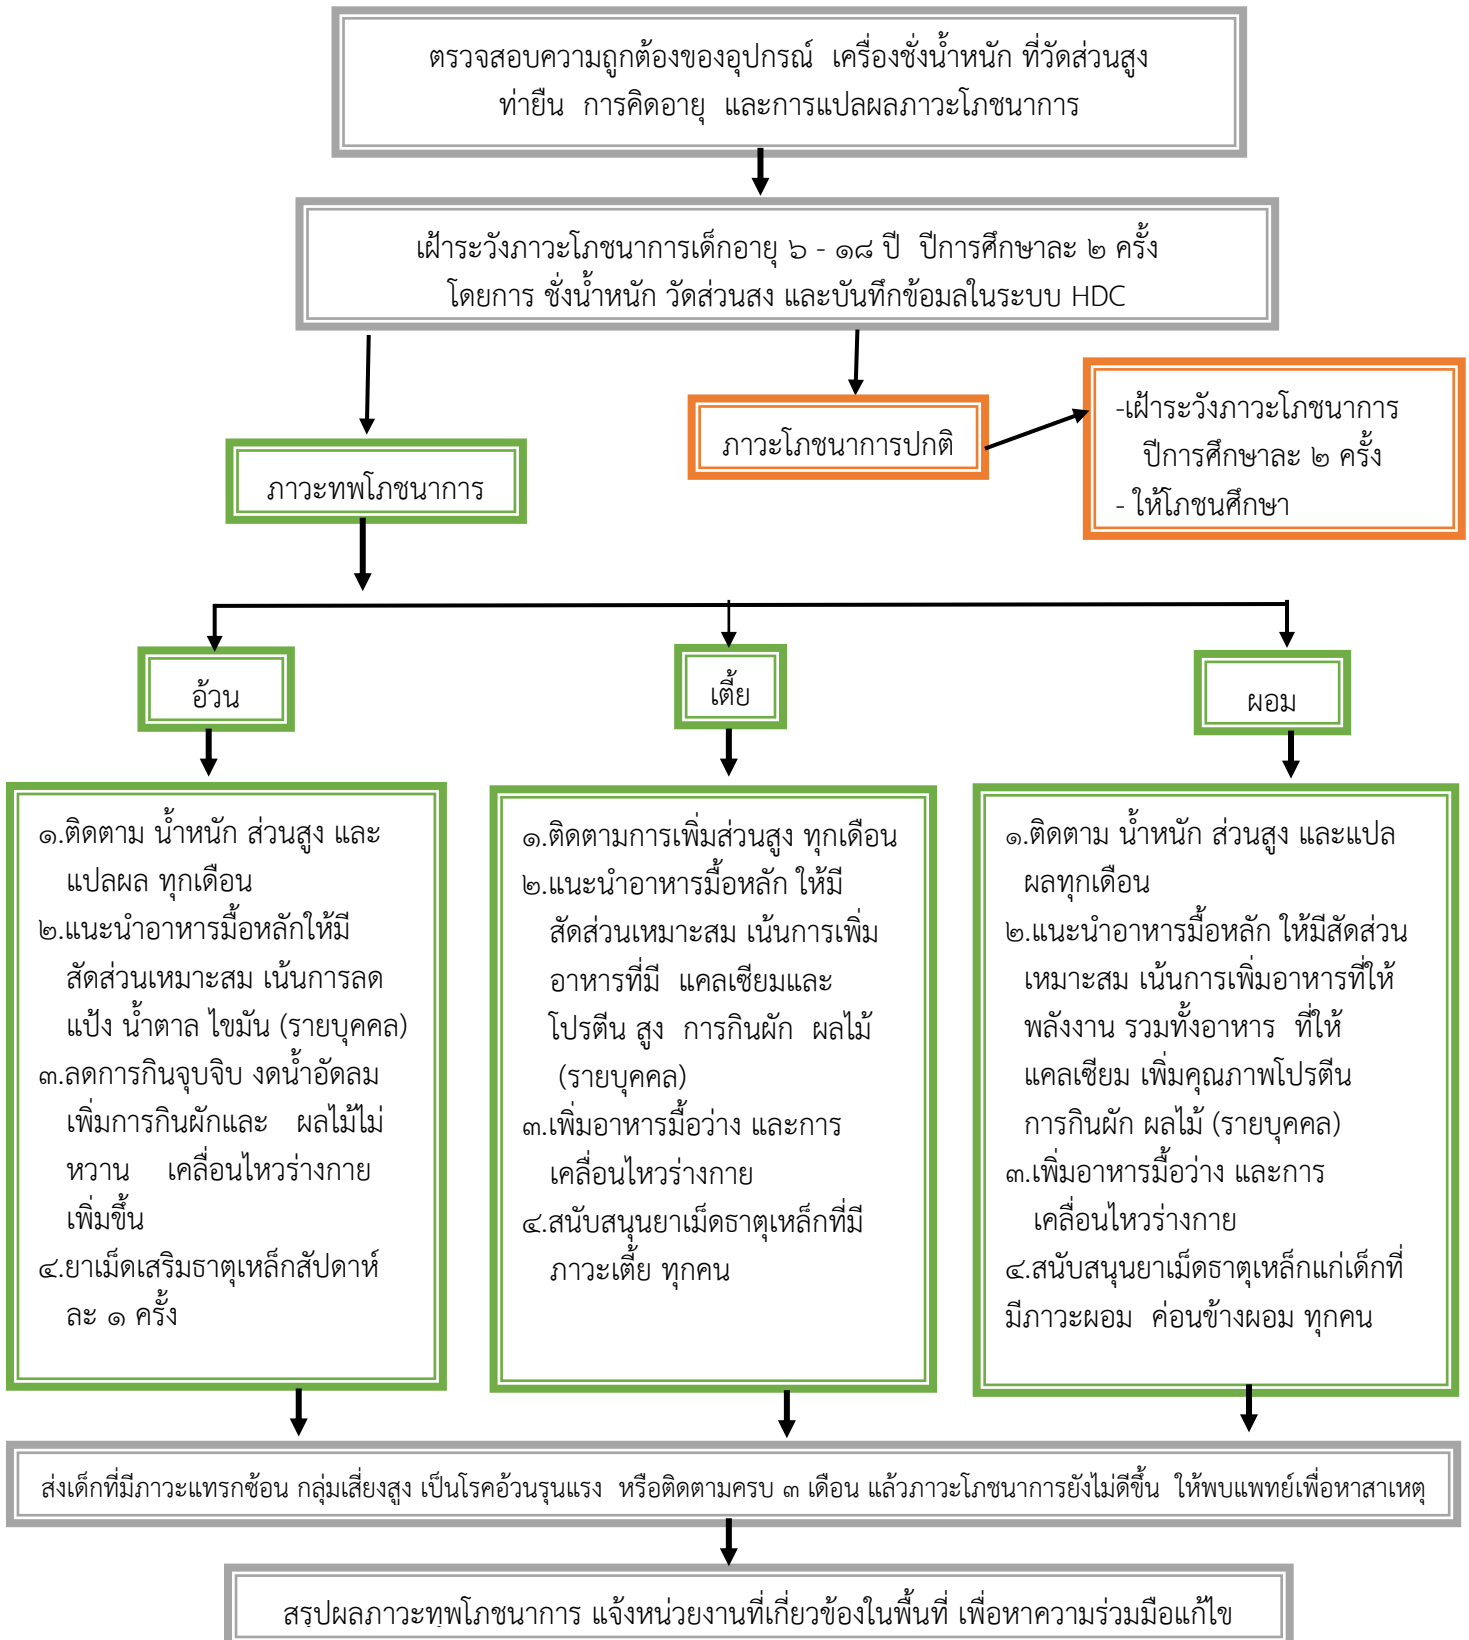 ตรวจสอบความถูกต้องของอุปกรณ์ เครื่องชั่งน้ำหนัก ที่วัดส่วนสูง
ท่ายืน การคิดอายุ และการแปลผลภาวะโภชนาการ
เฝ้าระวังภาวะโภชนาการเด็กอายุ ๖ - ๑๘ ปี ปีการศึกษาละ ๒ ครั้ง
โดยการ ชั่งน้ำหนัก วัดส่วนสง และบันทึกข้อมลในระบบ HDC
ภาวะโภชนาการปกติ
-เฝ้าระวังภาวะโภชนาการ
ปีการศึกษาละ ๒ ครั้ง
- ให้โภชนศึกษา
ภาวะทพโภชนาการ
อ้วน
เตี้ย
ผอม
๑.ติดตาม น้ำหนัก ส่วนสูง และ
แปลผล ทุกเดือน
๒.แนะนำอาหารมื้อหลักให้มี
สัดส่วนเหมาะสม เน้นการลด
แป้ง น้ำตาล ไขมัน (รายบุคคล)
๓.ลดการกินจุบจิบ งดน้ำอัดลม
เพิ่มการกินผักและ ผลไม้ไม่
หวาน เคลื่อนไหวร่างกาย
เพิ่มขึ้น
๔.ยาเม็ดเสริมธาตุเหล็กสัปดาห์
ละ ๑ ครั้ง
๑.ติดตามการเพิ่มส่วนสูง ทุกเดือน
๒.แนะนำอาหารมื้อหลัก ให้มี
สัดส่วนเหมาะสม เน้นการเพิ่ม
อาหารที่มี แคลเซียมและ
โปรตีน สูง การกินผัก ผลไม้
(รายบุคคล)
๓.เพิ่มอาหารมื้อว่าง และการ
เคลื่อนไหวร่างกาย
๔.สนับสนุนยาเม็ดธาตุเหล็กที่มี
ภาวะเตี้ย ทุกคน
๑.ติดตาม น้ำหนัก ส่วนสูง และแปล
ผลทุกเดือน
๒.แนะนำอาหารมื้อหลัก ให้มีสัดส่วน
เหมาะสม เน้นการเพิ่มอาหารที่ให้
พลังงาน รวมทั้งอาหาร ที่ให้
แคลเซียม เพิ่มคุณภาพโปรตีน
การกินผัก ผลไม้ (รายบุคคล)
๓.เพิ่มอาหารมื้อว่าง และการ
เคลื่อนไหวร่างกาย
๔.สนับสนุนยาเม็ดธาตุเหล็กแก่เด็กที่
มีภาวะผอม ค่อนข้างผอม ทุกคน
ส่งเด็กที่มีภาวะแทรกซ้อน กลุ่มเสี่ยงสูง เป็นโรคอ้วนรุนแรง หรือติดตามครบ ๓ เดือน แล้วภาวะโภชนาการยังไม่ดีขึ้น ให้พบแพทย์เพื่อหาสาเหตุ
สรุปผลภาวะทุพโภชนาการ แจ้งหน่วยงานที่เกี่ยวข้องในพื้นที่ เพื่อหาความร่วมมือแก้ไข